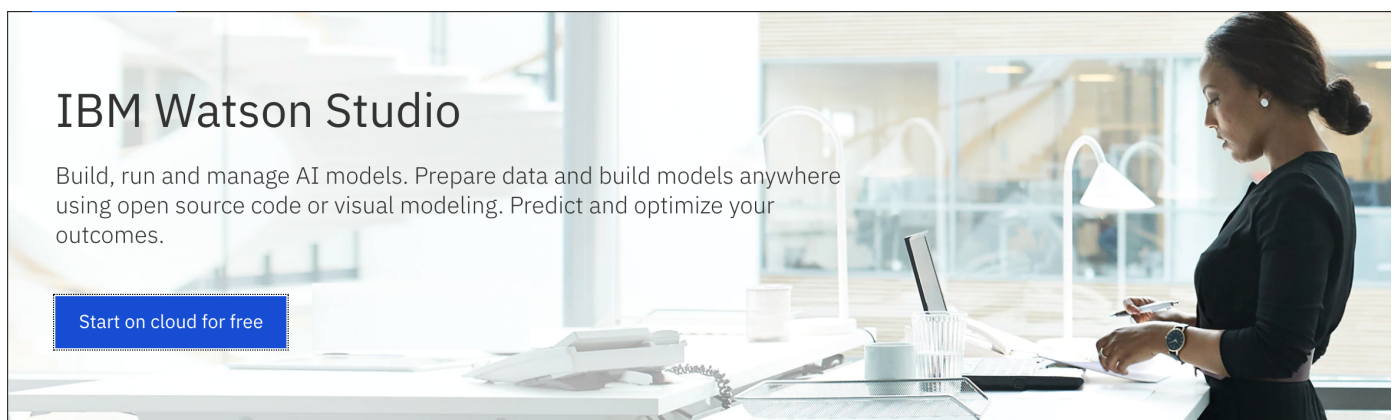 IBM Watson Studio
Build, run and manage AI models. Prepare data and build models anywhere
using open source code or visual modeling. Predict and optimize your
outcomes.
Start on cloud for free